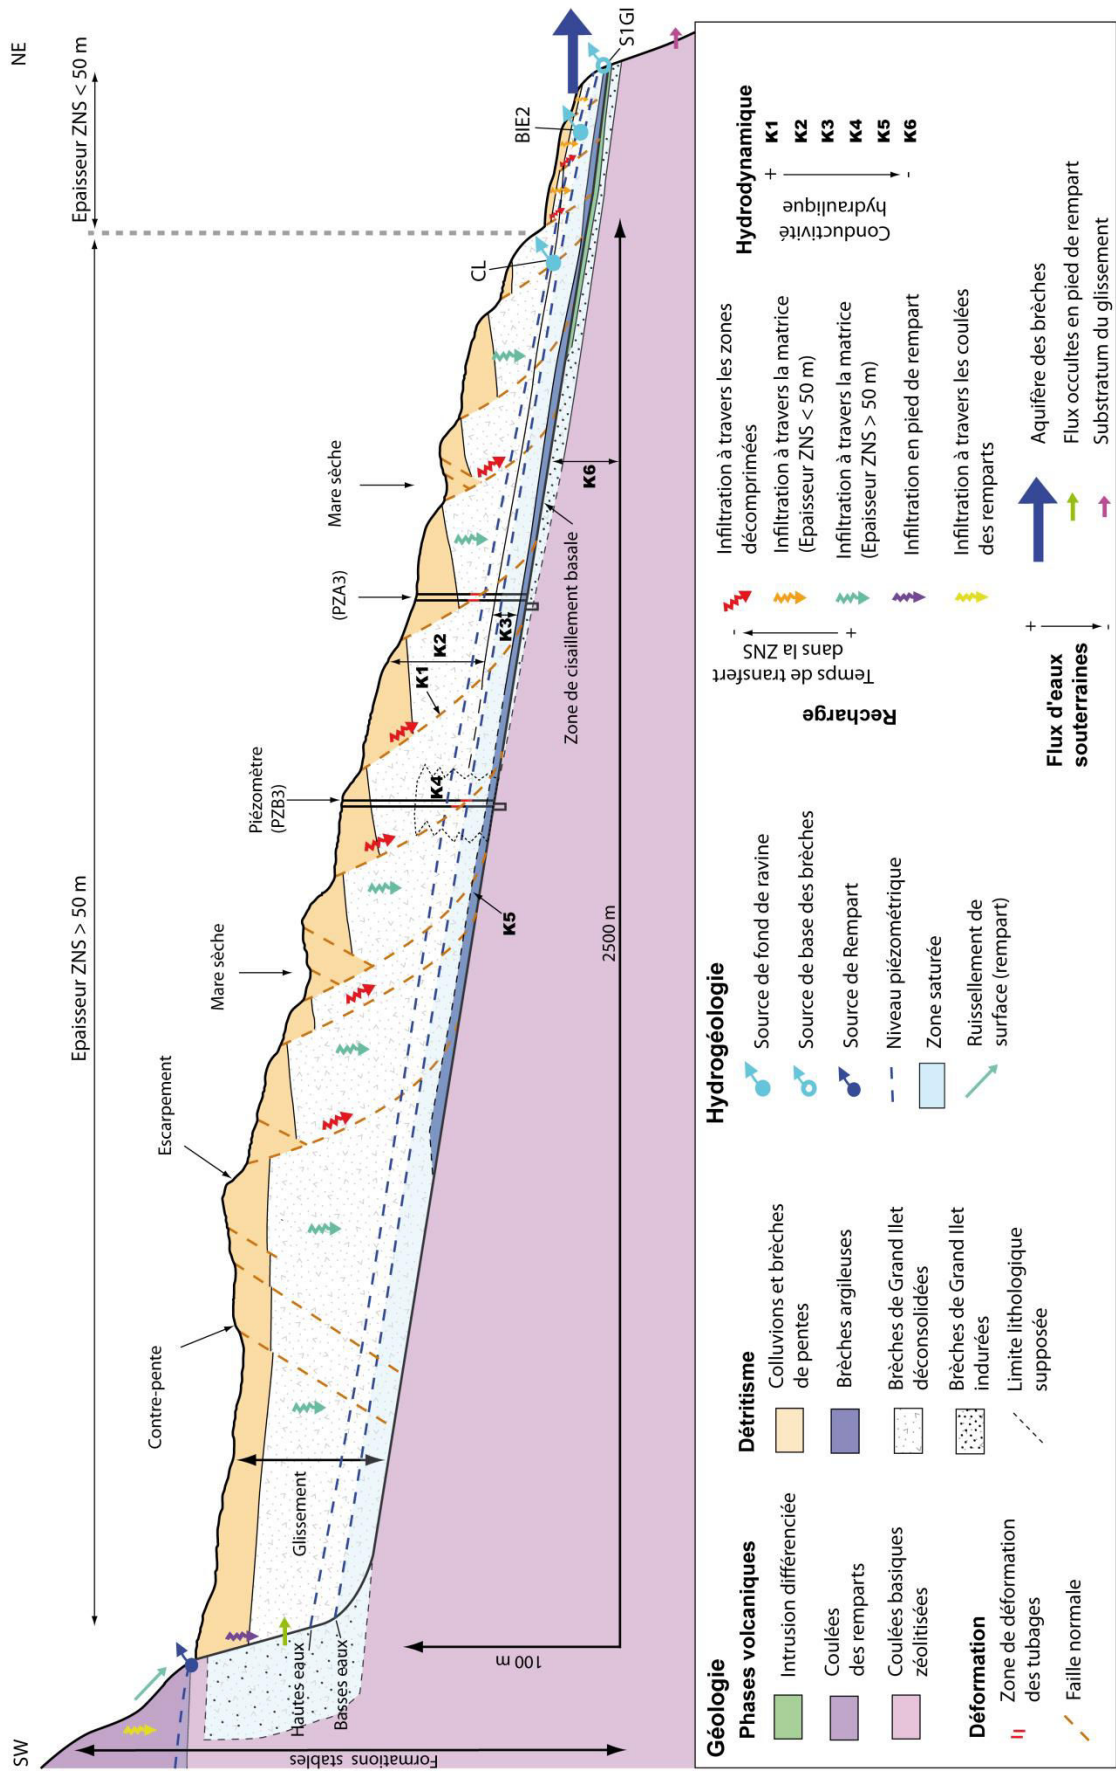 SW
NE
Epaisseur ZNS > 50 m
Epaisseur ZNS < 50 m
Contre-pente
Escarpement
Mare sèche
Piézomètre
(PZB3)
(PZA3)
Mare sèche
CL
BIE2
S1GI
Glissement
Hautes eaux
Basses eaux
Formations stables
100 m
2500 m
K1
K2
K3
K4
K5
K6
Zone de cisaillement basale
Géologie
Phases volcaniques
Intrusion différenciée
Coulées
des remparts
Coulées basiques
zéolitisées
Déformation
Zone de déformation
des tubages
Faille normale
Détritisme
Colluvions et brèches
de pentes
Brèches argileuses
Brèches de Grand Ilet
déconsolidées
Brèches de Grand Ilet
indurées
Limite lithologique
supposée
Hydrogéologie
Source de fond de ravine
Source de base des brèches
Source de Rempart
Niveau piézométrique
Zone saturée
Ruissellement de
surface (rempart)
Recharge
Temps de transfert
dans la ZNS
-
+
Infiltration à travers les zones
décomprimées
Infiltration à travers la matrice
(Epaisseur ZNS < 50 m)
Infiltration à travers la matrice
(Epaisseur ZNS > 50 m)
Infiltration en pied de rempart
Infiltration à travers les coulées
des remparts
Flux d'eaux
souterraines
+
-
Aquifère des brèches
Flux occultes en pied de rempart
Substratum du glissement
Hydrodynamique
Conductivité
hydraulique
+
-
K1
K2
K3
K4
K5
K6